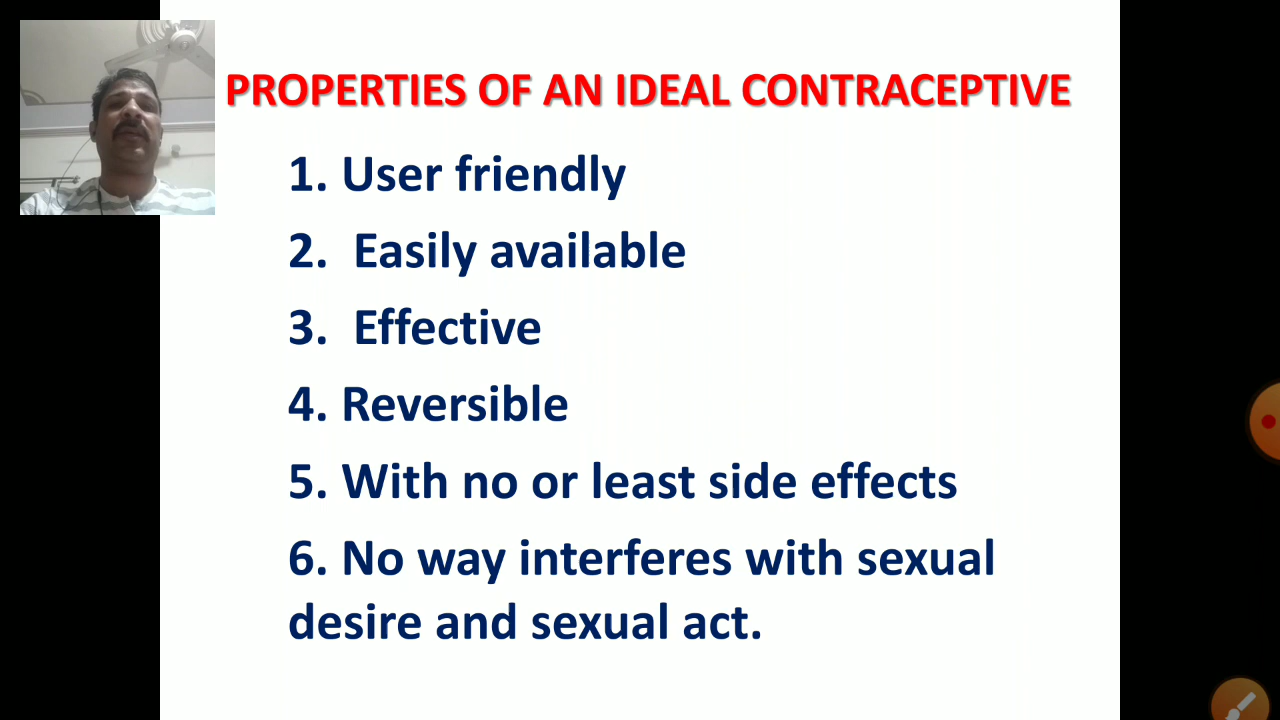 PROPERTIES OF AN IDEAL CONTRACEPTIVE
1. User friendly
2. Easily available
3. Effective
4. Reversible
5. With no or least side effects
6. No way interferes with sexual
desire and sexual act.